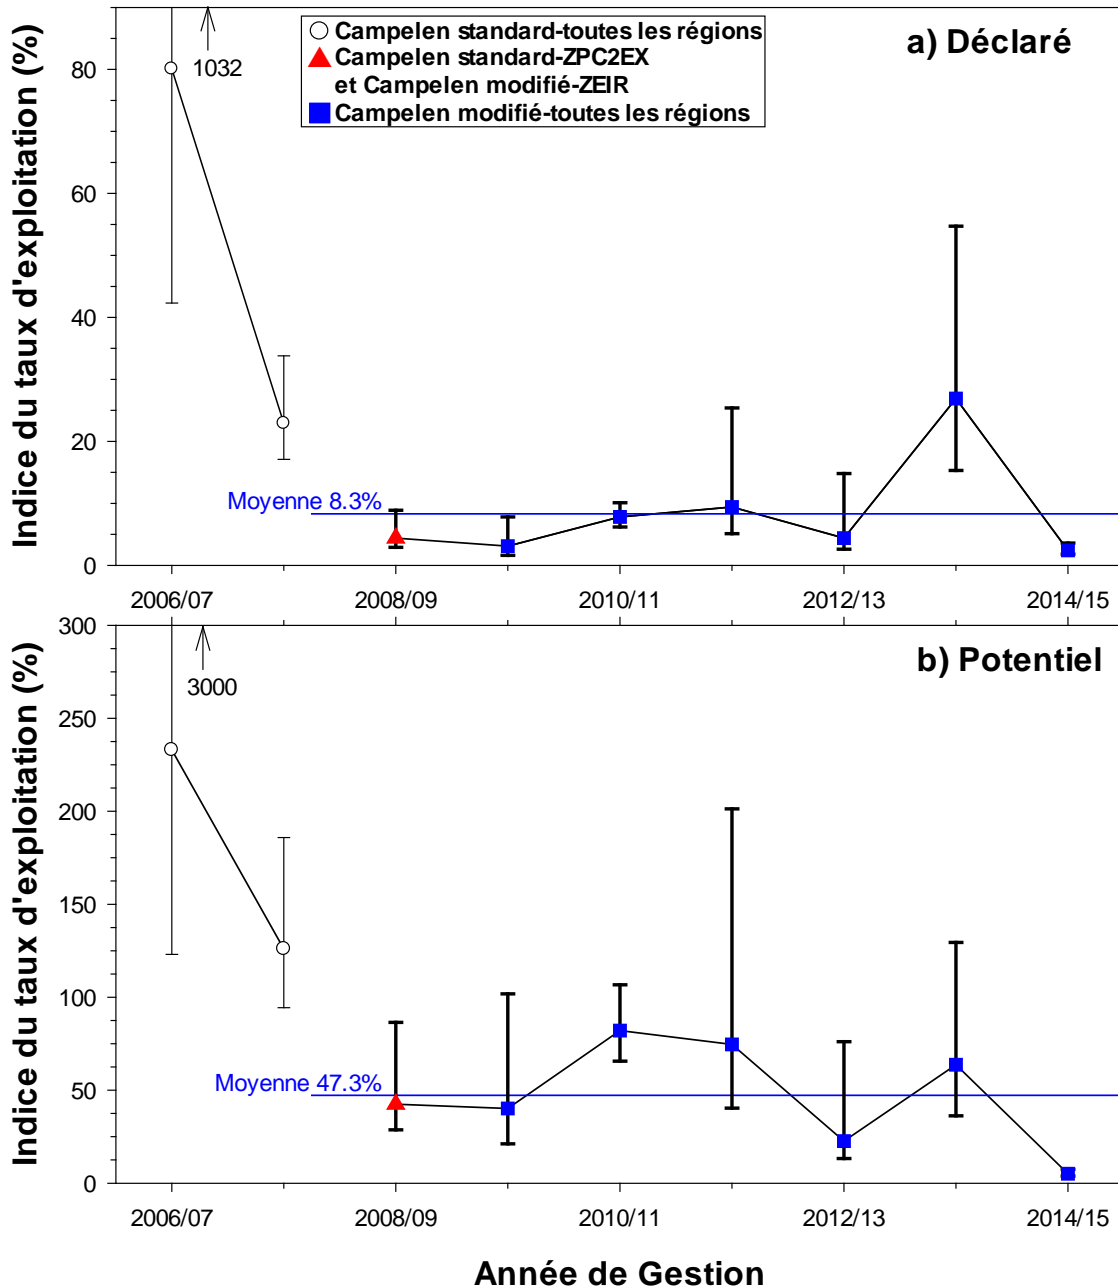 Campelen standard-toutes les régions
Campelen standard-ZPC2EX
et Campelen modifié-ZEIR
Campelen modifié-toutes les régions
a) Déclaré
1032
Indice du taux d'exploitation (%)
80
60
40
20
0
Moyenne 8.3%
2006/07
2008/09
2010/11
2012/13
2014/15
b) Potentiel
3000
Indice du taux d'exploitation (%)
300
250
200
150
100
50
0
Moyenne 47.3%
2006/07
2008/09
2010/11
2012/13
2014/15
Année de Gestion